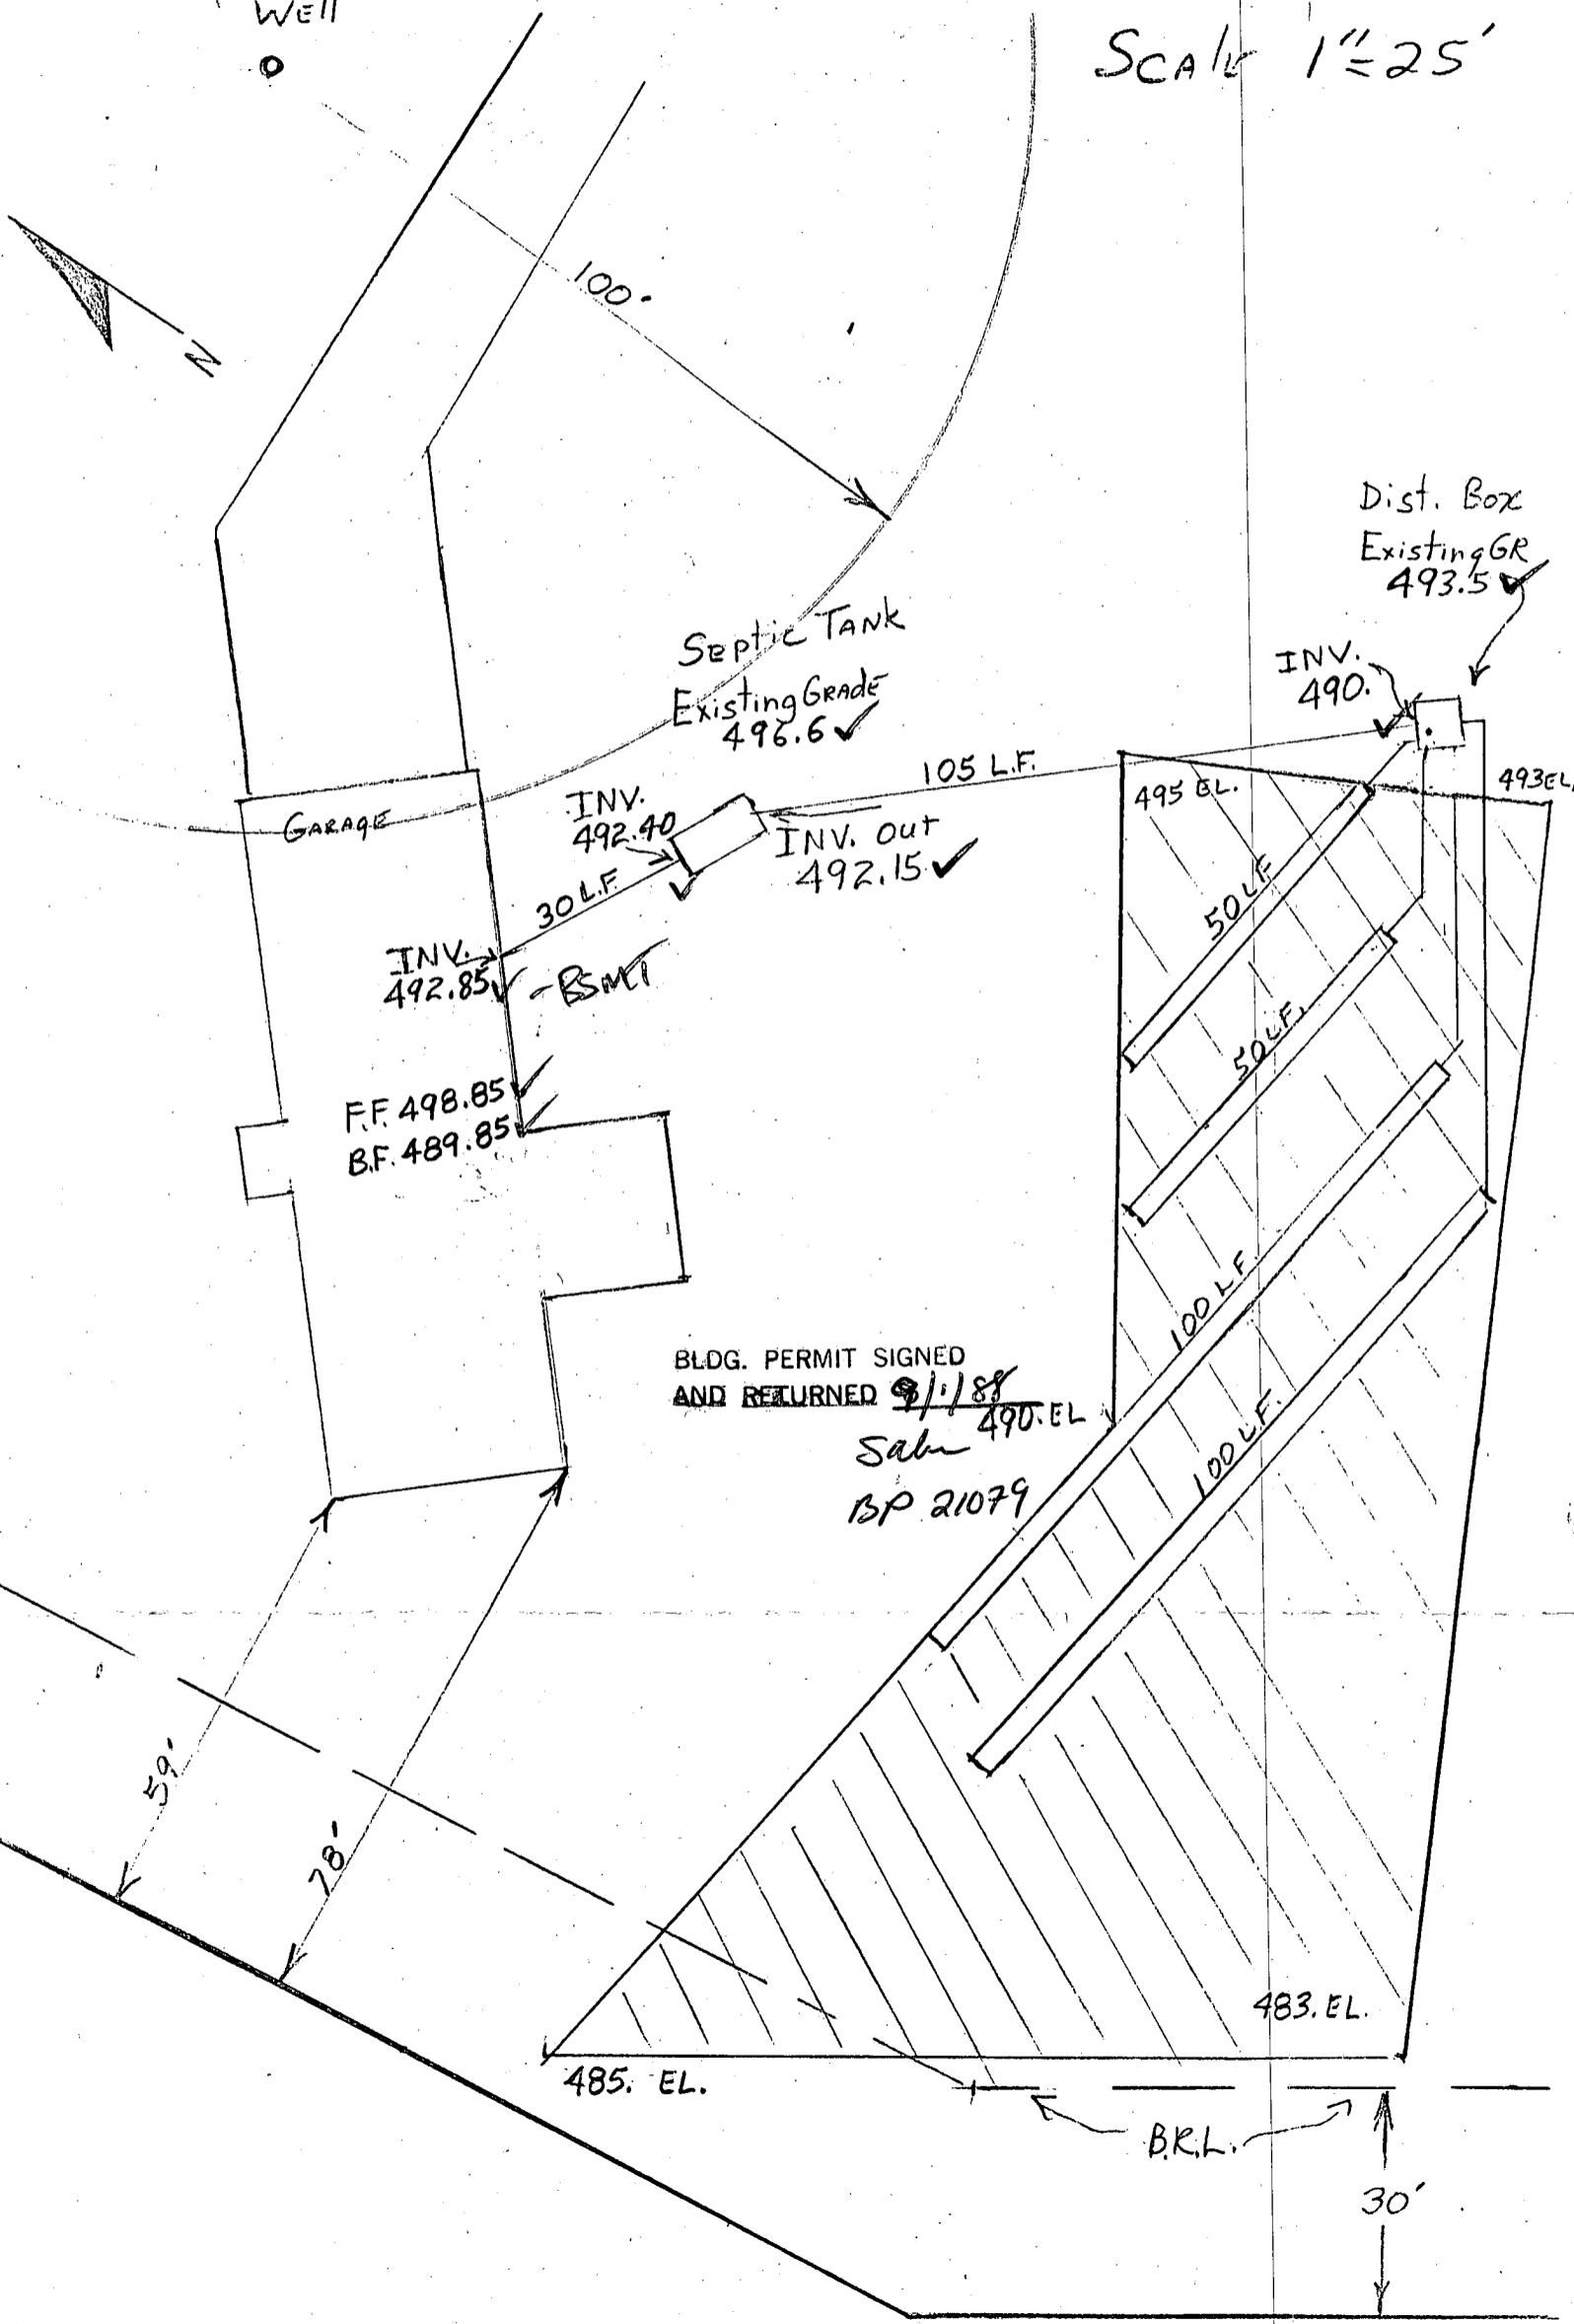 WEll
SCAlE 1"=25'
N
100'
Dist. Box
Existing GR
493.5
INV.
490.
Septic TANK
Existing GRAdE
496.6
105 L.F.
495 EL.
493 EL.
GARAGE
INV.
492.40
INV. Out
492.15
30 L.F.
INV.
492.85
- BSMT
F.F. 498.85
B.F. 489.85
50 LF
50 L.F.
100 LF
100 L.F.
BLDG. PERMIT SIGNED
AND RETURNED 9/1/88
490. EL
BP 21079
59'
78'
483. EL.
485. EL.
B.R.L.
30'